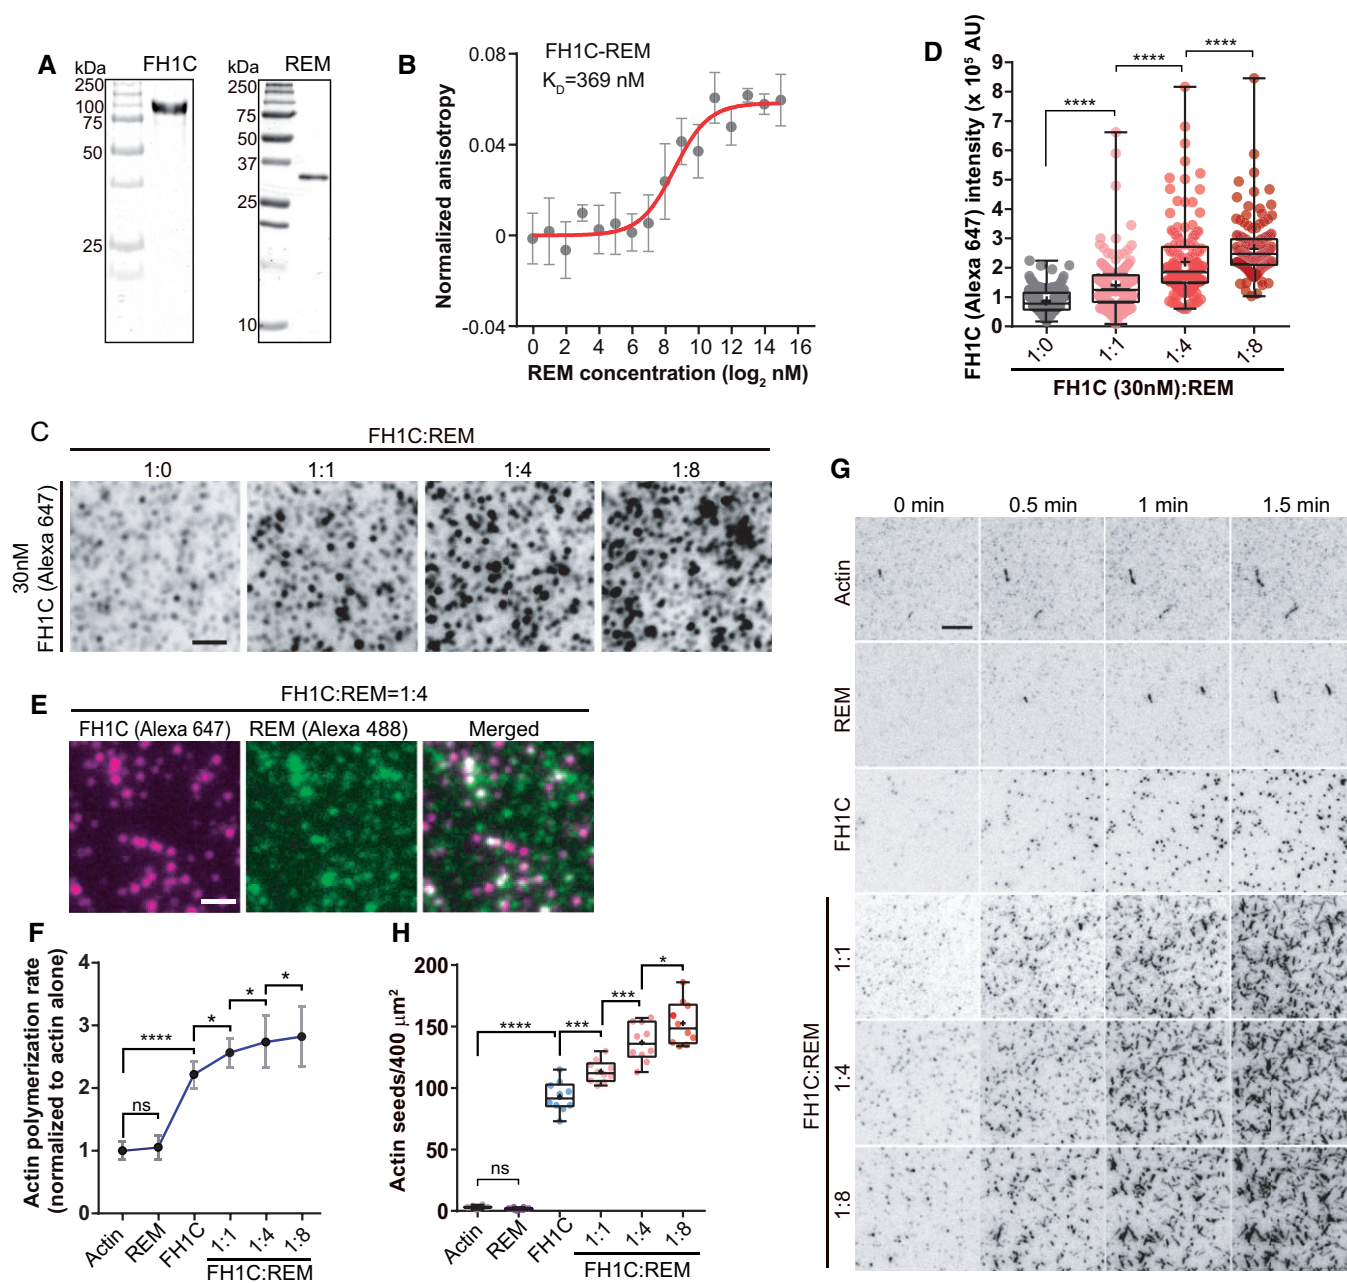 A
kDa
FH1C
250
100
75
50
25
kDa
REM
250
75
50
37
25
10
B
FH1C-REM
K_D=369 nM
Normalized anisotropy
0.08
0.04
0
-0.04
0 2 4 6 8 10 12 14 16
REM concentration (log₂ nM)
D
FH1C (Alexa 647) intensity (x 10⁵ AU)
9
8
7
6
5
4
3
2
1
0
****
****
****
1:0 1:1 1:4 1:8
FH1C (30nM):REM
C
FH1C:REM
1:0 1:1 1:4 1:8
30nM
FH1C (Alexa 647)
E
FH1C:REM=1:4
FH1C (Alexa 647) REM (Alexa 488) Merged
F
Actin polymerization rate
(normalized to actin alone)
4
3
2
1
0
ns
****
*
*
*
Actin REM FH1C 1:1 1:4 1:8
FH1C:REM
H
Actin seeds/400 µm²
200
150
100
50
0
ns
****
***
***
*
Actin REM FH1C 1:1 1:4 1:8
FH1C:REM
G
0 min 0.5 min 1 min 1.5 min
Actin
REM
FH1C
1:1
1:4
1:8
FH1C:REM